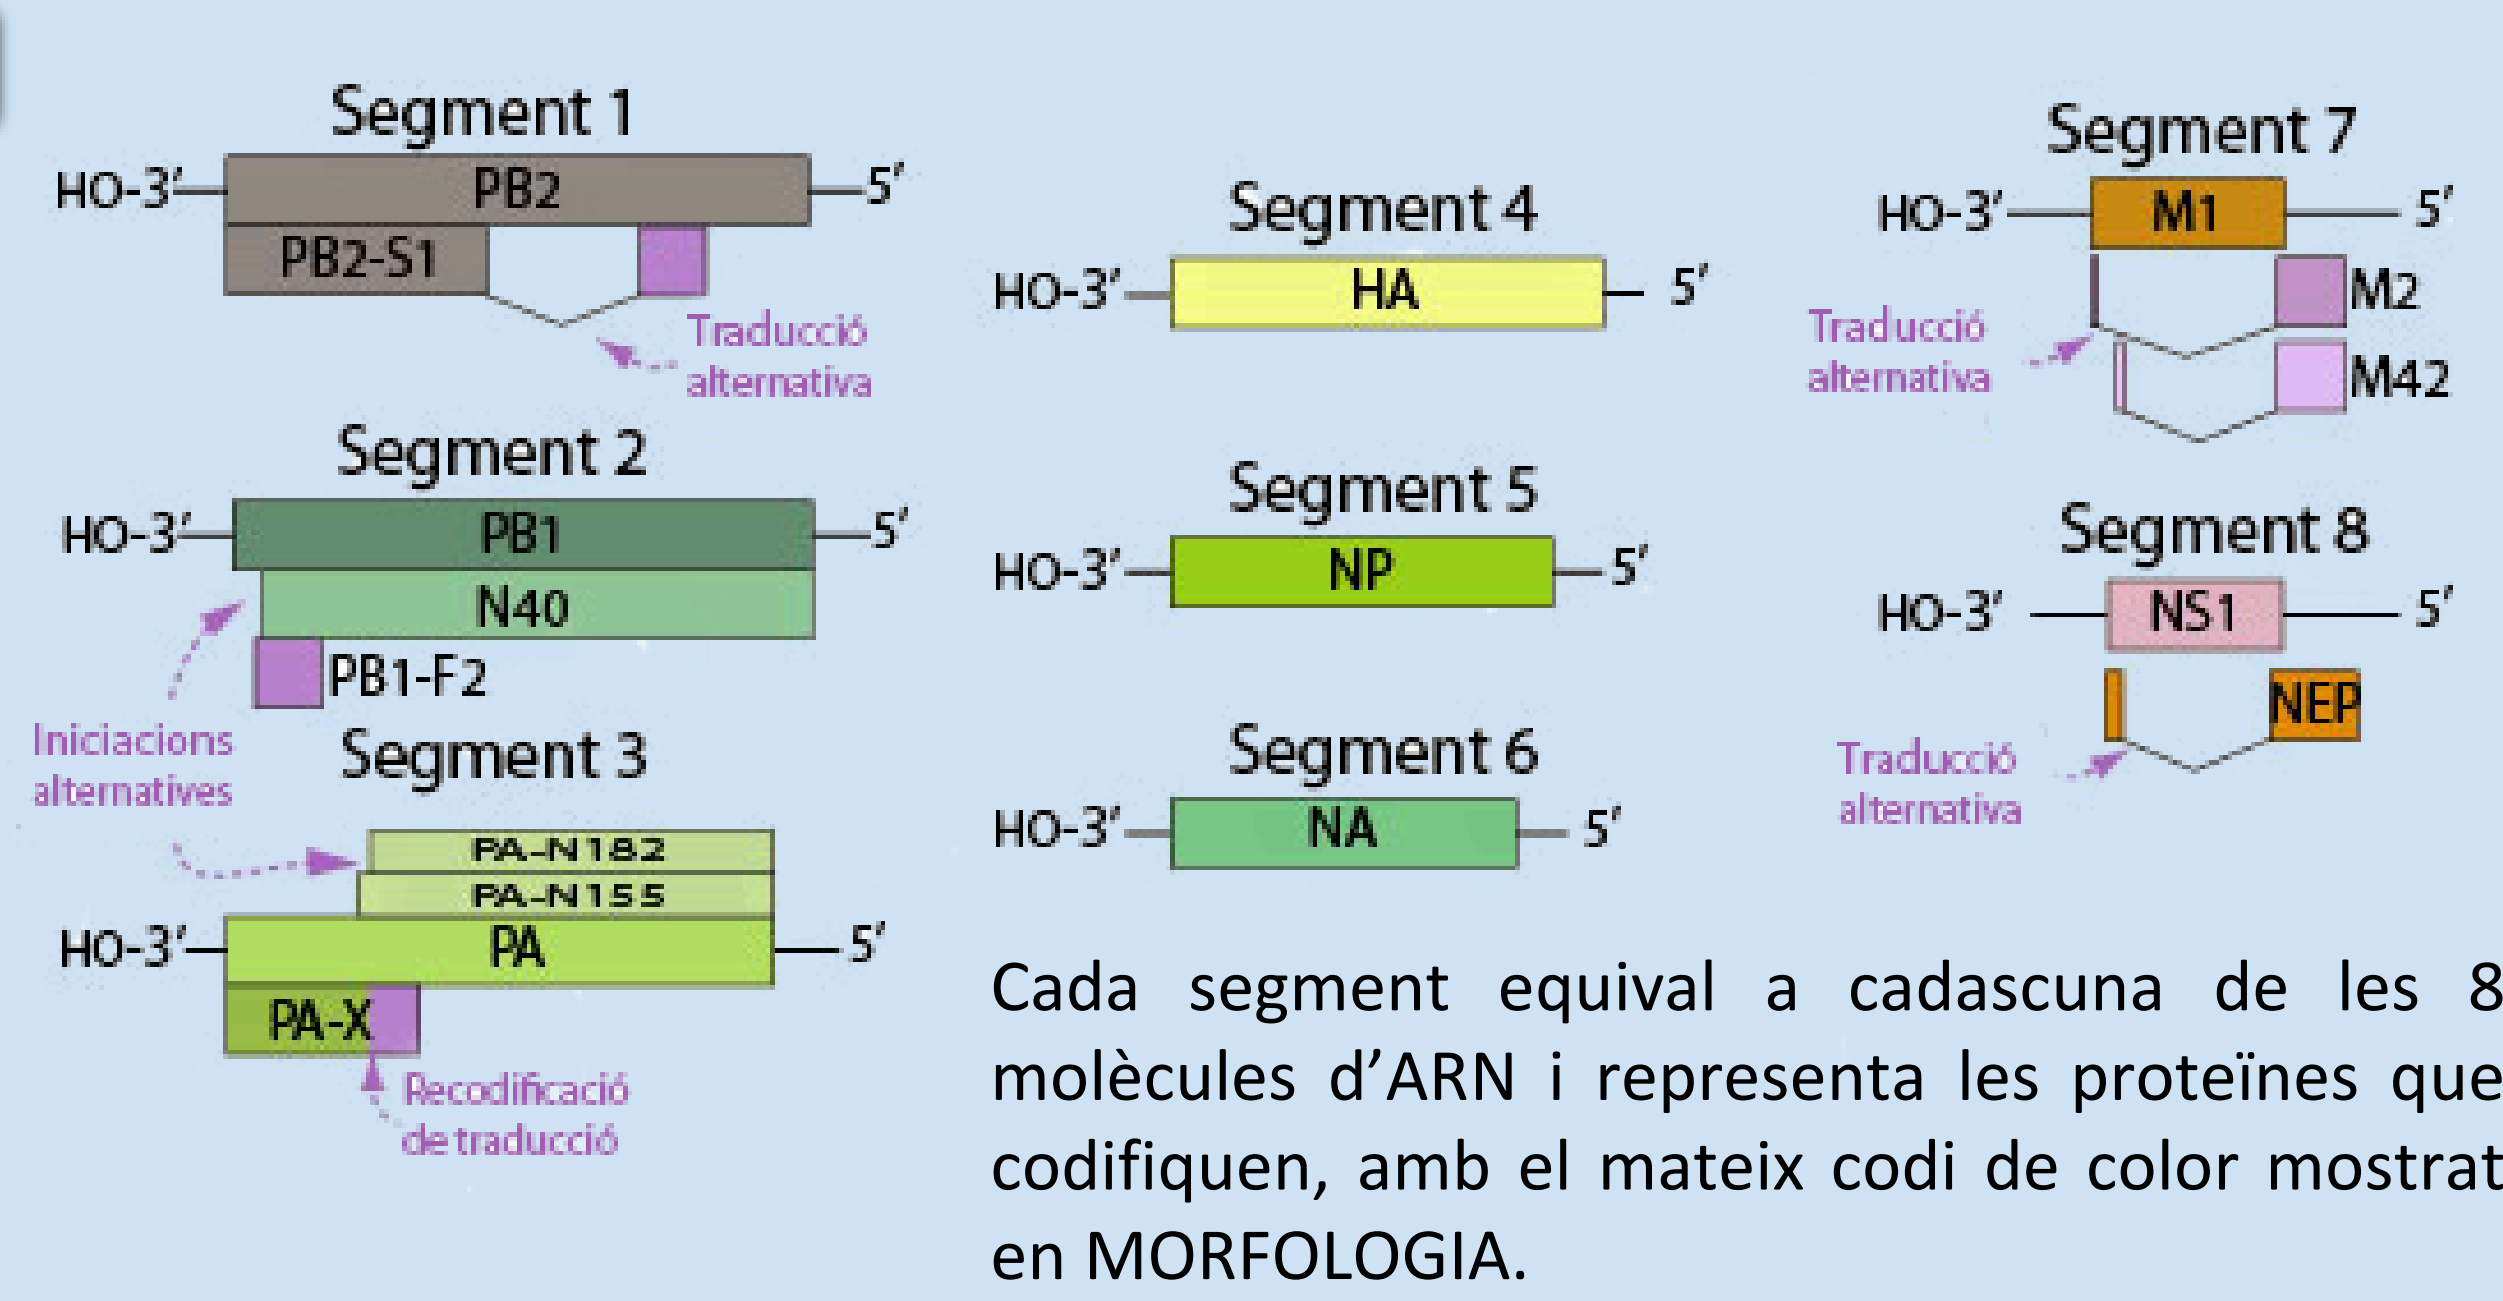 Segment 1
HO-3' PB2 5'
PB2-S1
Traducció
alternativa
Segment 2
HO-3' PB1 5'
N40
PB1-F2
Iniciacions
alternatives
Segment 3
PA-N182
PA-N155
HO-3' PA 5'
PA-X
Recodificació
de traducció
Segment 4
HO-3' HA 5'
Segment 5
HO-3' NP 5'
Segment 6
HO-3' NA 5'
Segment 7
HO-3' M1 5'
M2
Traducció
alternativa
M42
Segment 8
HO-3' NS1 5'
NEP
Traducció
alternativa
Cada segment equival a cadascuna de les 8
molècules d’ARN i representa les proteïnes que
codifiquen, amb el mateix codi de color mostrat
en MORFOLOGIA.